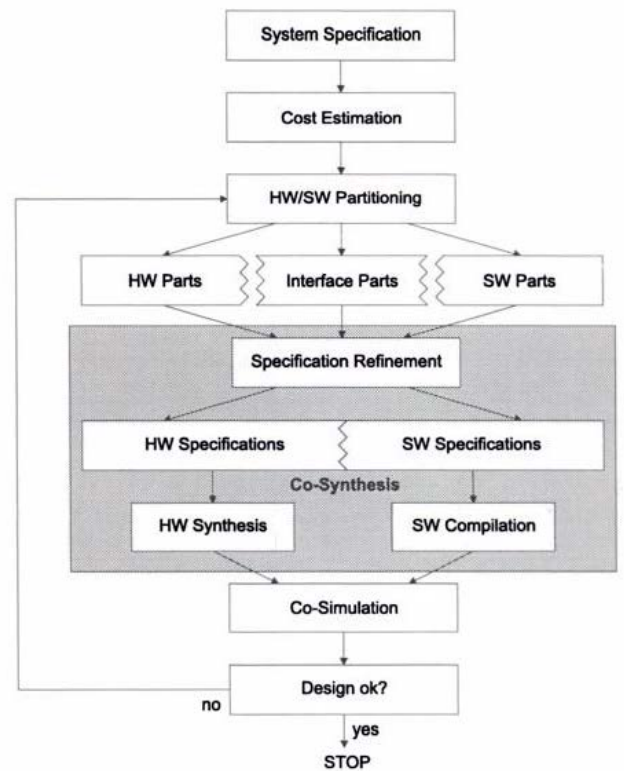 System Specification
Cost Estimation
HW/SW Partitioning
HW Parts
Interface Parts
SW Parts
Specification Refinement
HW Specifications
SW Specifications
Co-Synthesis
HW Synthesis
SW Compilation
Co-Simulation
Design ok?
no
yes
STOP